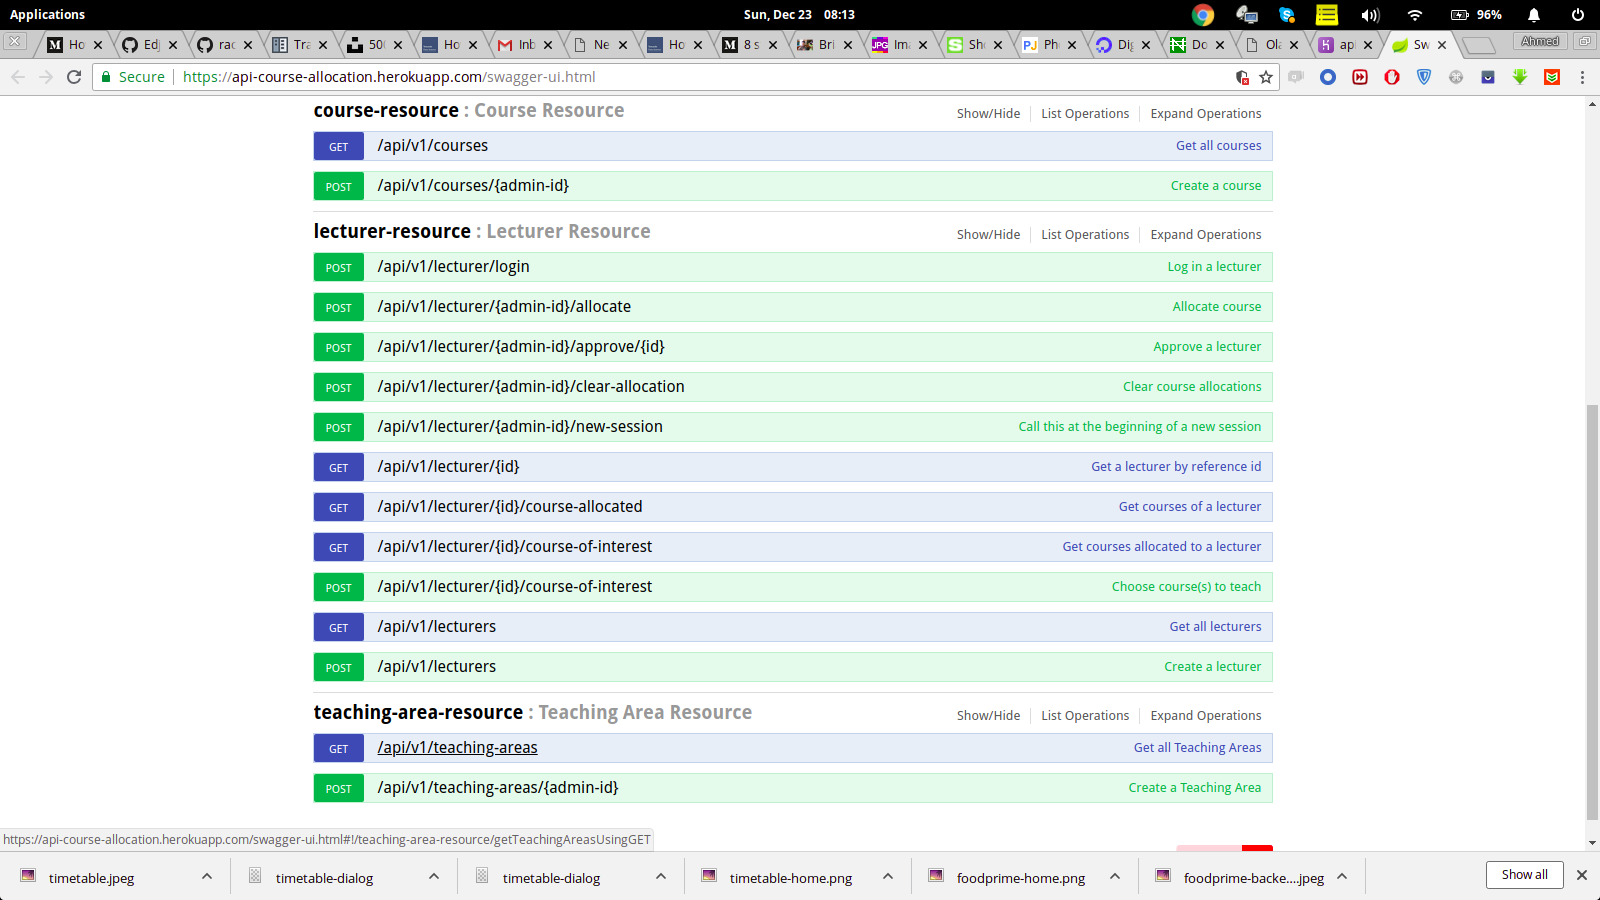 Applications
Sun, Dec 23 08:13
96%
Ho
Edj
rac
Tra
500
Ho
Inb
Ne
Ho
8 s
Bri
Ima
Sho
Pho
Dig
Do
Ola
api
Sw
Ahmed
Secure
https://api-course-allocation.herokuapp.com/swagger-ui.html
course-resource : Course Resource
Show/Hide List Operations Expand Operations
GET /api/v1/courses Get all courses
POST /api/v1/courses/{admin-id} Create a course
lecturer-resource : Lecturer Resource
Show/Hide List Operations Expand Operations
POST /api/v1/lecturer/login Log in a lecturer
POST /api/v1/lecturer/{admin-id}/allocate Allocate course
POST /api/v1/lecturer/{admin-id}/approve/{id} Approve a lecturer
POST /api/v1/lecturer/{admin-id}/clear-allocation Clear course allocations
POST /api/v1/lecturer/{admin-id}/new-session Call this at the beginning of a new session
GET /api/v1/lecturer/{id} Get a lecturer by reference id
GET /api/v1/lecturer/{id}/course-allocated Get courses of a lecturer
GET /api/v1/lecturer/{id}/course-of-interest Get courses allocated to a lecturer
POST /api/v1/lecturer/{id}/course-of-interest Choose course(s) to teach
GET /api/v1/lecturers Get all lecturers
POST /api/v1/lecturers Create a lecturer
teaching-area-resource : Teaching Area Resource
Show/Hide List Operations Expand Operations
GET /api/v1/teaching-areas Get all Teaching Areas
POST /api/v1/teaching-areas/{admin-id} Create a Teaching Area
https://api-course-allocation.herokuapp.com/swagger-ui.html#!/teaching-area-resource/getTeachingAreasUsingGET
timetable.jpeg
timetable-dialog
timetable-dialog
timetable-home.png
foodprime-home.png
foodprime-backe....jpeg
Show all